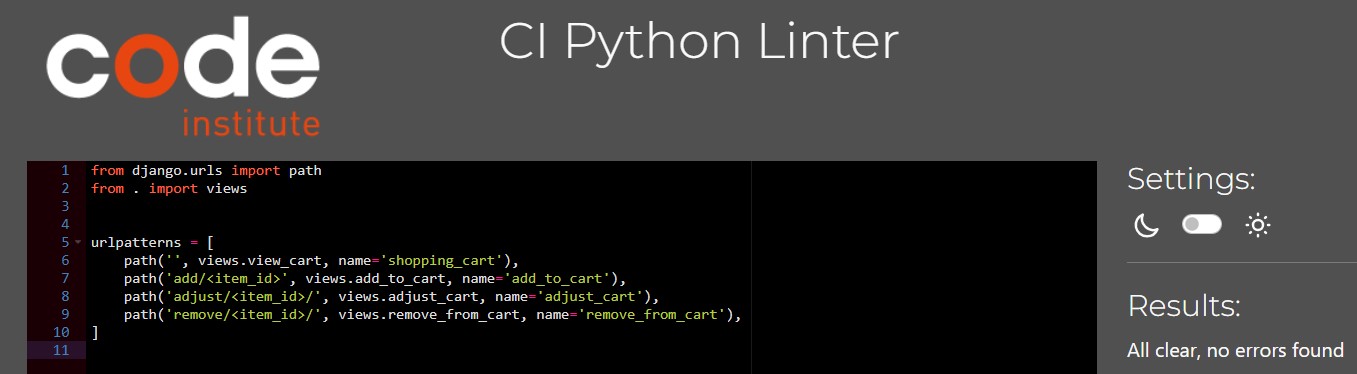 code
institute
CI Python Linter
1 from django.urls import path
2 from . import views
3
4
5 urlpatterns = [
6     path('', views.view_cart, name='shopping_cart'),
7     path('add/<item_id>', views.add_to_cart, name='add_to_cart'),
8     path('adjust/<item_id>/', views.adjust_cart, name='adjust_cart'),
9     path('remove/<item_id>/', views.remove_from_cart, name='remove_from_cart'),
10 ]
11
Settings:
Results:
All clear, no errors found